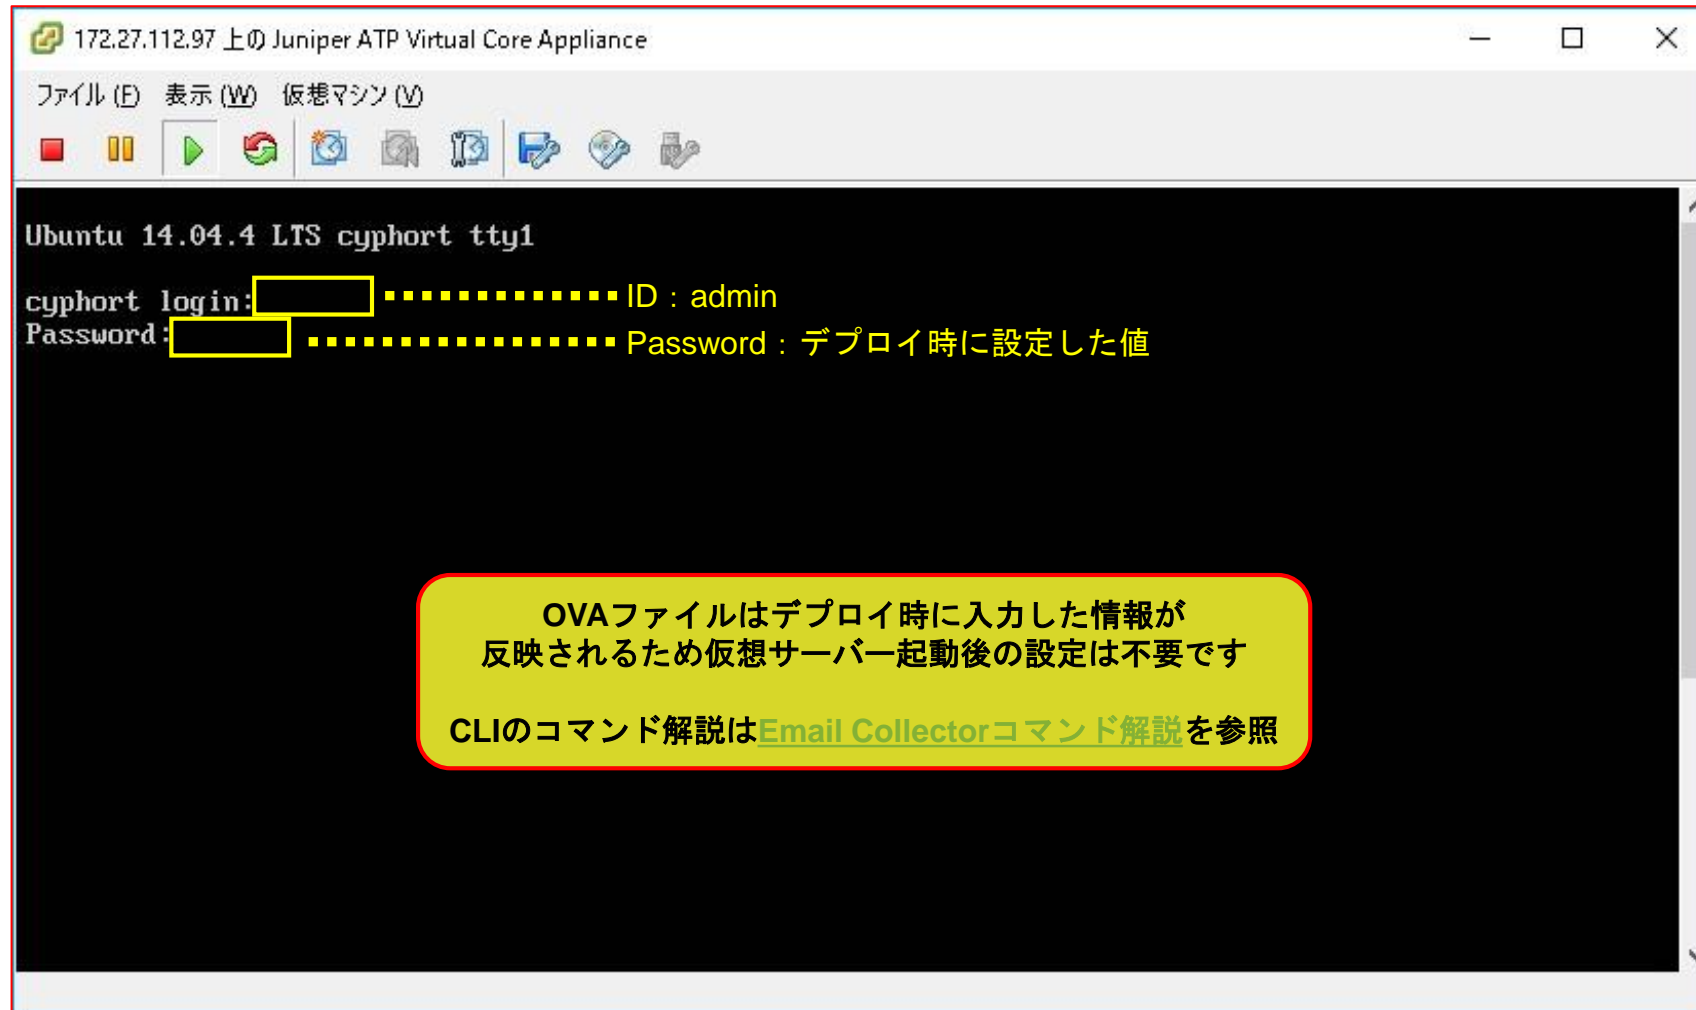 172.27.112.97 上の Juniper ATP Virtual Core Appliance
ファイル (F) 表示 (W) 仮想マシン (V)
Ubuntu 14.04.4 LTS cyphort tty1
cyphort login: ID：admin
Password: Password：デプロイ時に設定した値
OVAファイルはデプロイ時に入力した情報が
反映されるため仮想サーバー起動後の設定は不要です
CLIのコマンド解説はEmail Collectorコマンド解説を参照